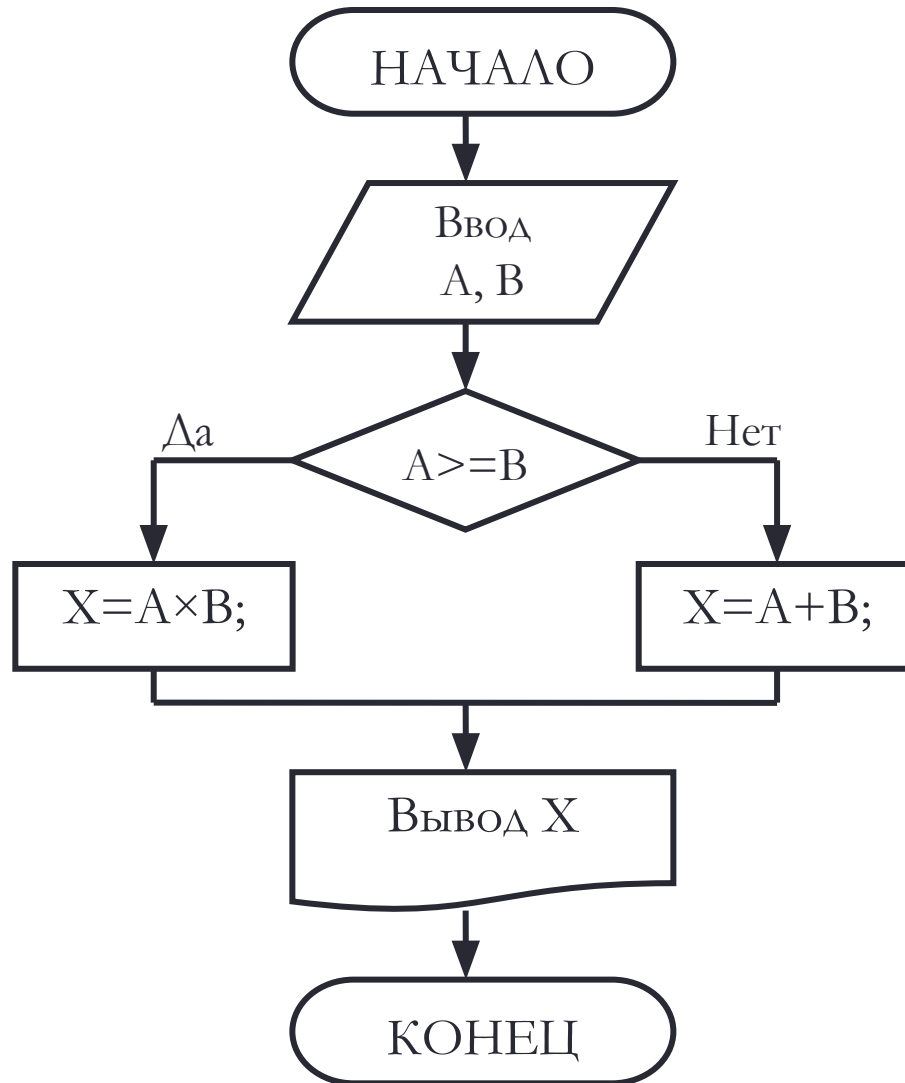 НАЧАЛО
Ввод
А, В
Да
Нет
А>=В
Х=А×В;
Х=А+В;
Вывод Х
КОНЕЦ